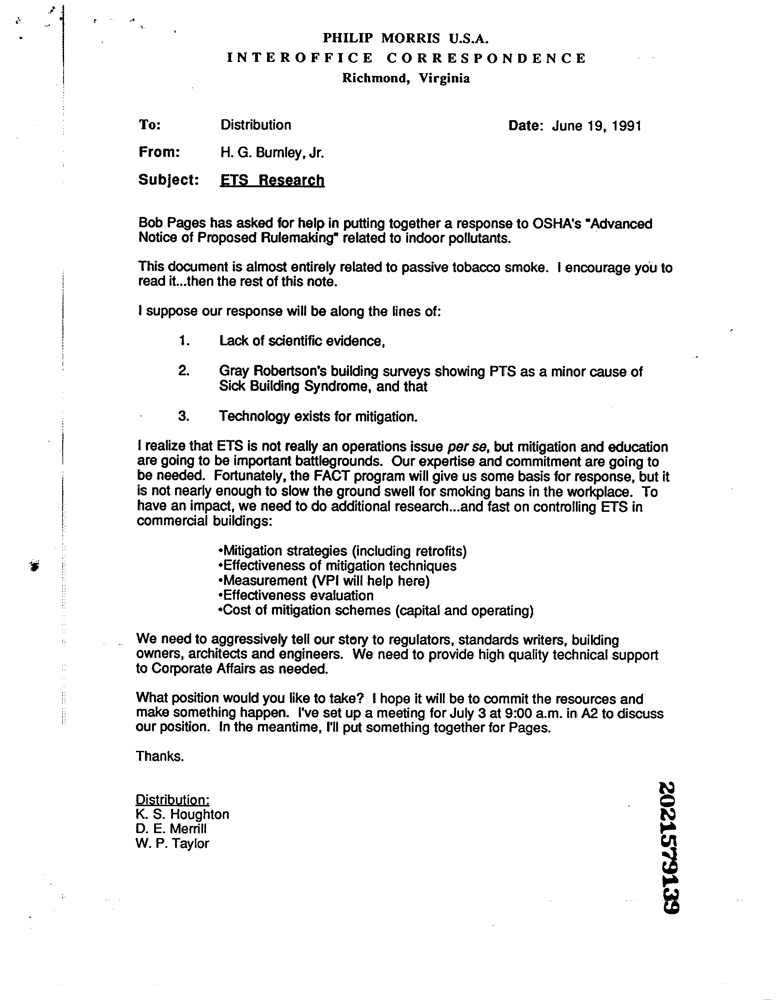 PHILIP MORRIS U.S.A.
INTEROFFICE CORRESPONDENCE
Richmond, Virginia
To: Distribution Date: June 19, 1991
From: H. G. Burnley, Jr.
Subject: ETS Research
Bob Pages has asked for help in putting together a response to OSHA's "Advanced
Notice of Proposed Rulemaking" related to indoor pollutants.
This document is almost entirely related to passive tobacco smoke. I encourage you to
read it...then the rest of this note.
I suppose our response will be along the lines of:
1. Lack of scientific evidence,
2. Gray Robertson's building surveys showing PTS as a minor cause of
Sick Building Syndrome, and that
3. Technology exists for mitigation.
I realize that ETS is not really an operations issue per se, but mitigation and education
are going to be important battlegrounds. Our expertise and commitment are going to
be needed. Fortunately, the FACT program will give us some basis for response, but it
is not nearly enough to slow the ground swell for smoking bans in the workplace. To
have an impact, we need to do additional research...and fast on controlling ETS in
commercial buildings:
•Mitigation strategies (including retrofits)
•Effectiveness of mitigation techniques
•Measurement (VPI will help here)
•Effectiveness evaluation
•Cost of mitigation schemes (capital and operating)
We need to aggressively tell our story to regulators, standards writers, building
owners, architects and engineers. We need to provide high quality technical support
to Corporate Affairs as needed.
What position would you like to take? I hope it will be to commit the resources and
make something happen. I've set up a meeting for July 3 at 9:00 a.m. in A2 to discuss
our position. In the meantime, I'll put something together for Pages.
Thanks.
Distribution:
K. S. Houghton
D. E. Merrill
W. P. Taylor
2021579139